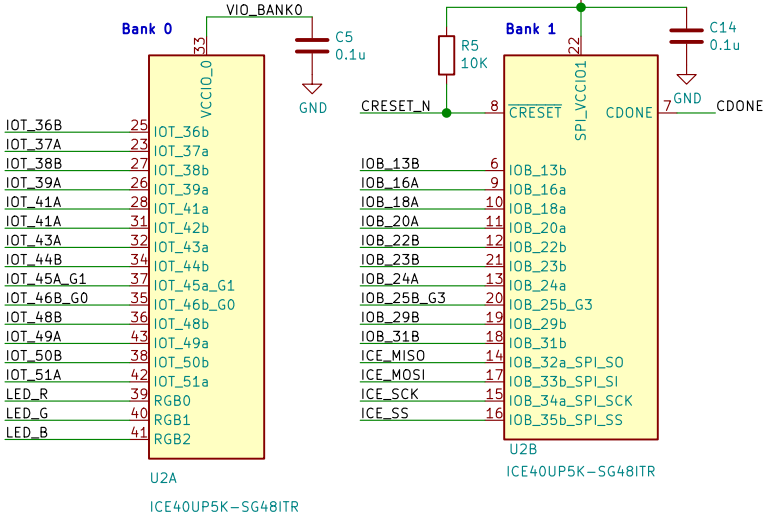 Bank 0
VIO_BANK0
33
VCCIO_0
C5
0.1u
GND
IOT_36B 25 IOT_36b
IOT_37A 23 IOT_37a
IOT_38B 27 IOT_38b
IOT_39A 26 IOT_39a
IOT_41A 28 IOT_41a
IOT_41A 31 IOT_42b
IOT_43A 32 IOT_43a
IOT_44B 34 IOT_44b
IOT_45A_G1 37 IOT_45a_G1
IOT_46B_G0 35 IOT_46b_G0
IOT_48B 36 IOT_48b
IOT_49A 43 IOT_49a
IOT_50B 38 IOT_50b
IOT_51A 42 IOT_51a
LED_R 39 RGB0
LED_G 40 RGB1
LED_B 41 RGB2
U2A
ICE40UP5K-SG48ITR
Bank 1
22
SPI_VCCIO1
R5
10K
C14
0.1u
GND
CRESET_N 8 CRESET
CDONE 7 CDONE
IOB_13B 6 IOB_13b
IOB_16A 9 IOB_16a
IOB_18A 10 IOB_18a
IOB_20A 11 IOB_20a
IOB_22B 12 IOB_22b
IOB_23B 21 IOB_23b
IOB_24A 13 IOB_24a
IOB_25B_G3 20 IOB_25b_G3
IOB_29B 19 IOB_29b
IOB_31B 18 IOB_31b
ICE_MISO 14 IOB_32a_SPI_SO
ICE_MOSI 17 IOB_33b_SPI_SI
ICE_SCK 15 IOB_34a_SPI_SCK
ICE_SS 16 IOB_35b_SPI_SS
U2B
ICE40UP5K-SG48ITR